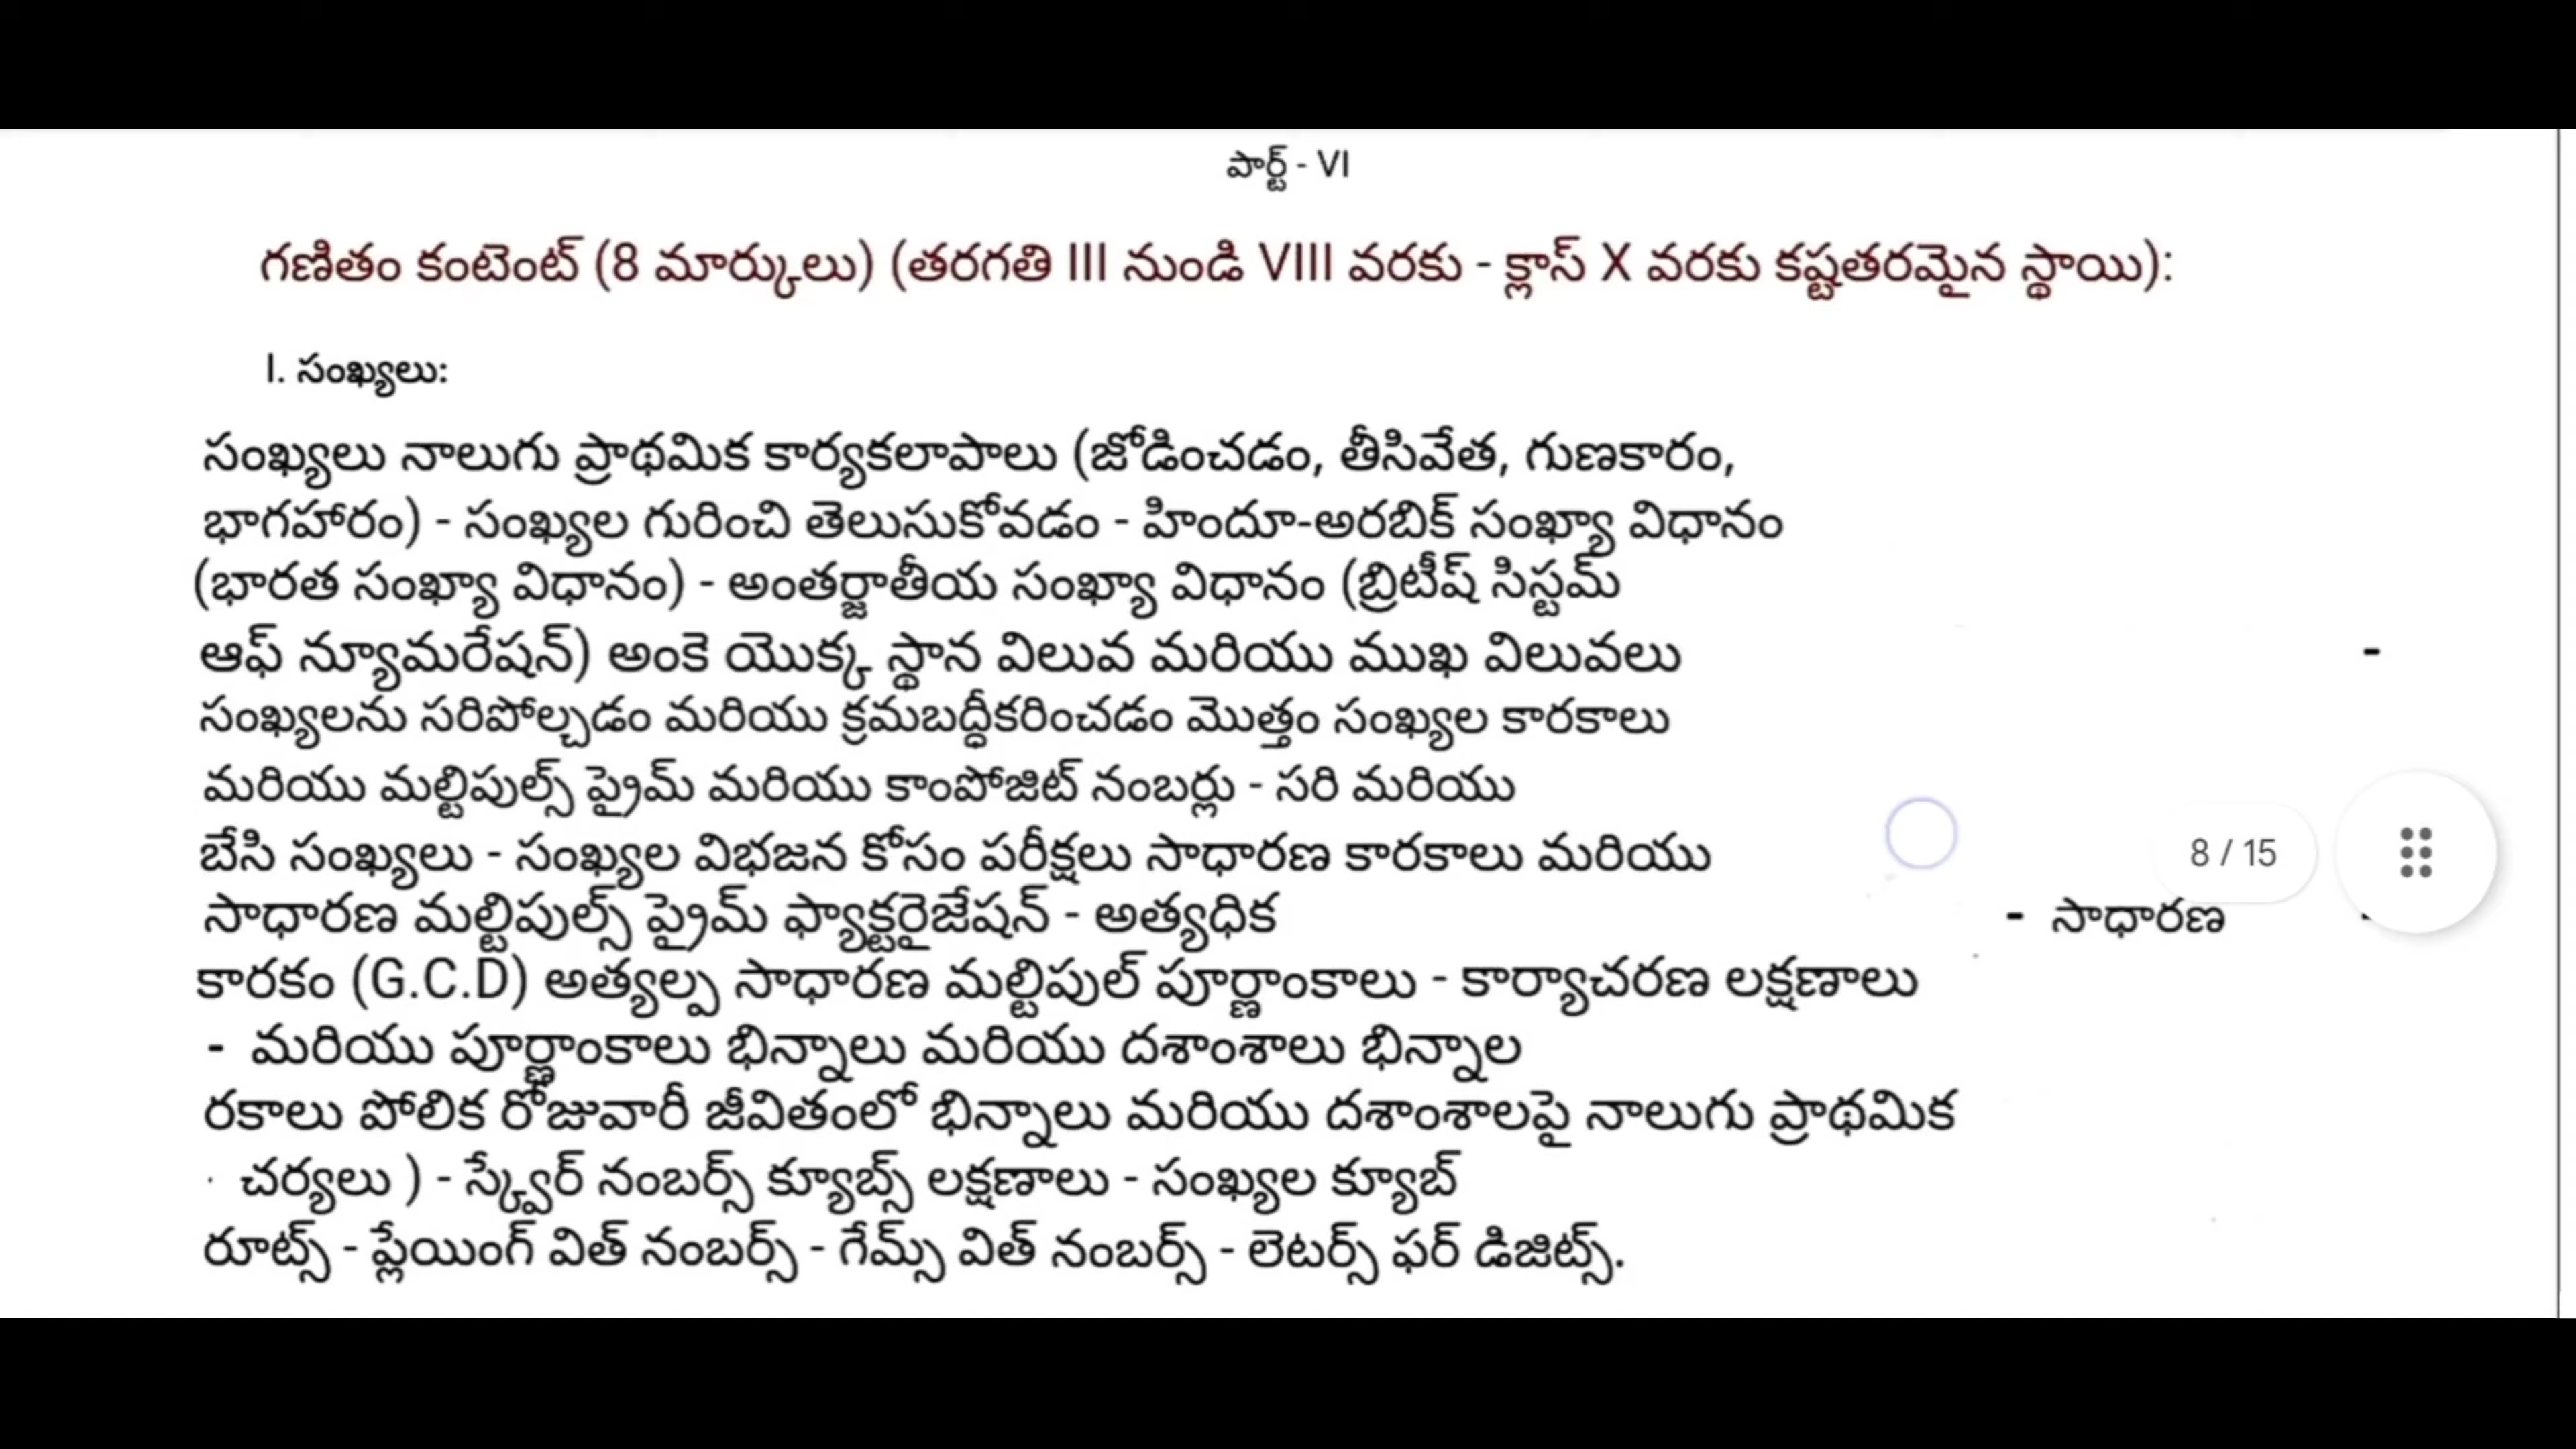 పార్ట్ - VI
గణితం కంటెంట్ (8 మార్కులు) (తరగతి III నుండి VIII వరకు - క్లాస్ X వరకు కష్టతరమైన స్థాయి):
I. సంఖ్యలు:
సంఖ్యలు నాలుగు ప్రాథమిక కార్యకలాపాలు (జోడించడం, తీసివేత, గుణకారం,
భాగహారం) - సంఖ్యల గురించి తెలుసుకోవడం - హిందూ-అరబిక్ సంఖ్యా విధానం
(భారత సంఖ్యా విధానం) - అంతర్జాతీయ సంఖ్యా విధానం (బ్రిటీష్ సిస్టమ్
ఆఫ్ న్యూమరేషన్) అంకె యొక్క స్థాన విలువ మరియు ముఖ విలువలు -
సంఖ్యలను సరిపోల్చడం మరియు క్రమబద్ధీకరించడం మొత్తం సంఖ్యల కారకాలు
మరియు మల్టిపుల్స్ ప్రైమ్ మరియు కాంపోజిట్ నంబర్లు - సరి మరియు
బేసి సంఖ్యలు - సంఖ్యల విభజన కోసం పరీక్షలు సాధారణ కారకాలు మరియు
8 / 15
సాధారణ మల్టిపుల్స్ ప్రైమ్ ఫ్యాక్టరైజేషన్ - అత్యధిక - సాధారణ -
కారకం (G.C.D) అత్యల్ప సాధారణ మల్టిపుల్ పూర్ణాంకాలు - కార్యాచరణ లక్షణాలు
- మరియు పూర్ణాంకాలు భిన్నాలు మరియు దశాంశాలు భిన్నాల
రకాలు పోలిక రోజువారీ జీవితంలో భిన్నాలు మరియు దశాంశాలపై నాలుగు ప్రాథమిక
చర్యలు ) - స్క్వేర్ నంబర్స్ క్యూబ్స్ లక్షణాలు - సంఖ్యల క్యూబ్
రూట్స్ - ప్లేయింగ్ విత్ నంబర్స్ - గేమ్స్ విత్ నంబర్స్ - లెటర్స్ ఫర్ డిజిట్స్.